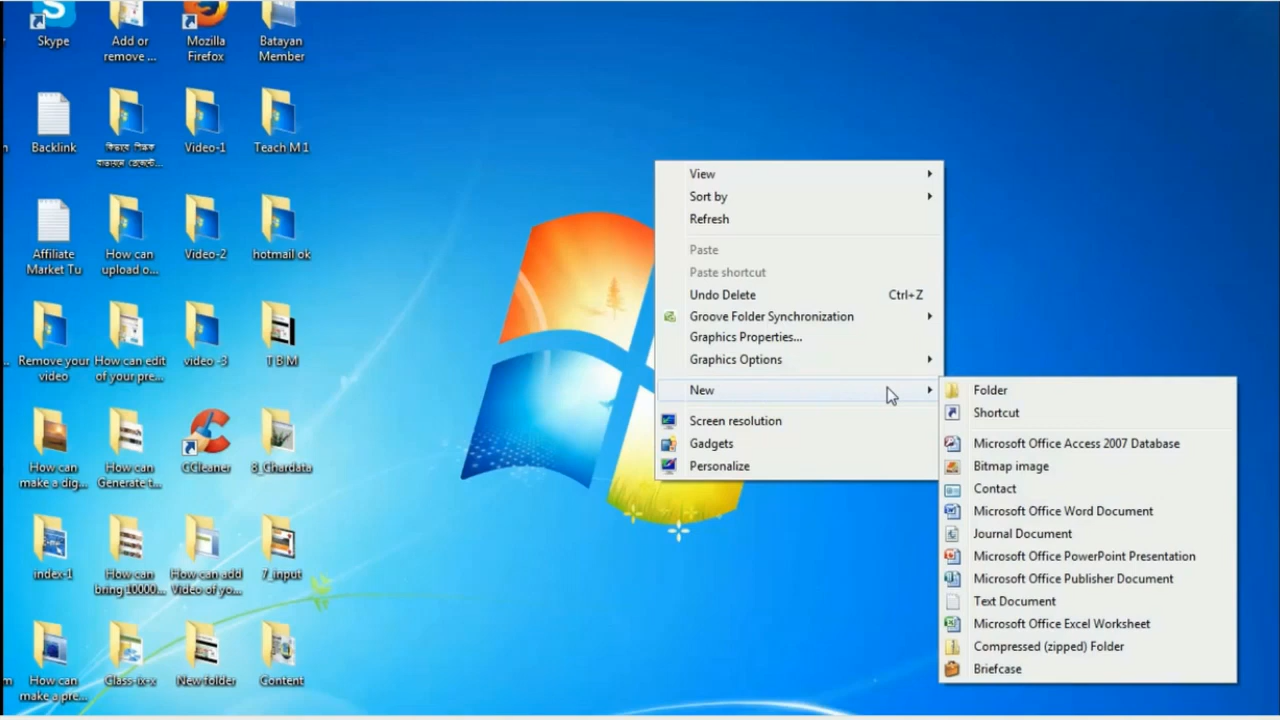 Skype
Add or
remove ...
Mozilla
Firefox
Batayan
Member
Backlink
কিভাবে শিক্ষক
বাতায়নে প্রেজেন্টে...
Video-1
Teach M 1
Affiliate
Market Tu
How can
upload o...
Video-2
hotmail ok
Remove your
video
How can edit
of your pre...
video -3
T B M
How can
make a dig...
How can
Generate t...
CCleaner
8_Chardata
index-1
How can
bring 10000...
How can add
Video of yo...
7_input
How can
make a pre...
Class-ix-x
New folder
Content
View
Sort by
Refresh
Paste
Paste shortcut
Undo Delete Ctrl+Z
Groove Folder Synchronization
Graphics Properties...
Graphics Options
New
Screen resolution
Gadgets
Personalize
Folder
Shortcut
Microsoft Office Access 2007 Database
Bitmap image
Contact
Microsoft Office Word Document
Journal Document
Microsoft Office PowerPoint Presentation
Microsoft Office Publisher Document
Text Document
Microsoft Office Excel Worksheet
Compressed (zipped) Folder
Briefcase